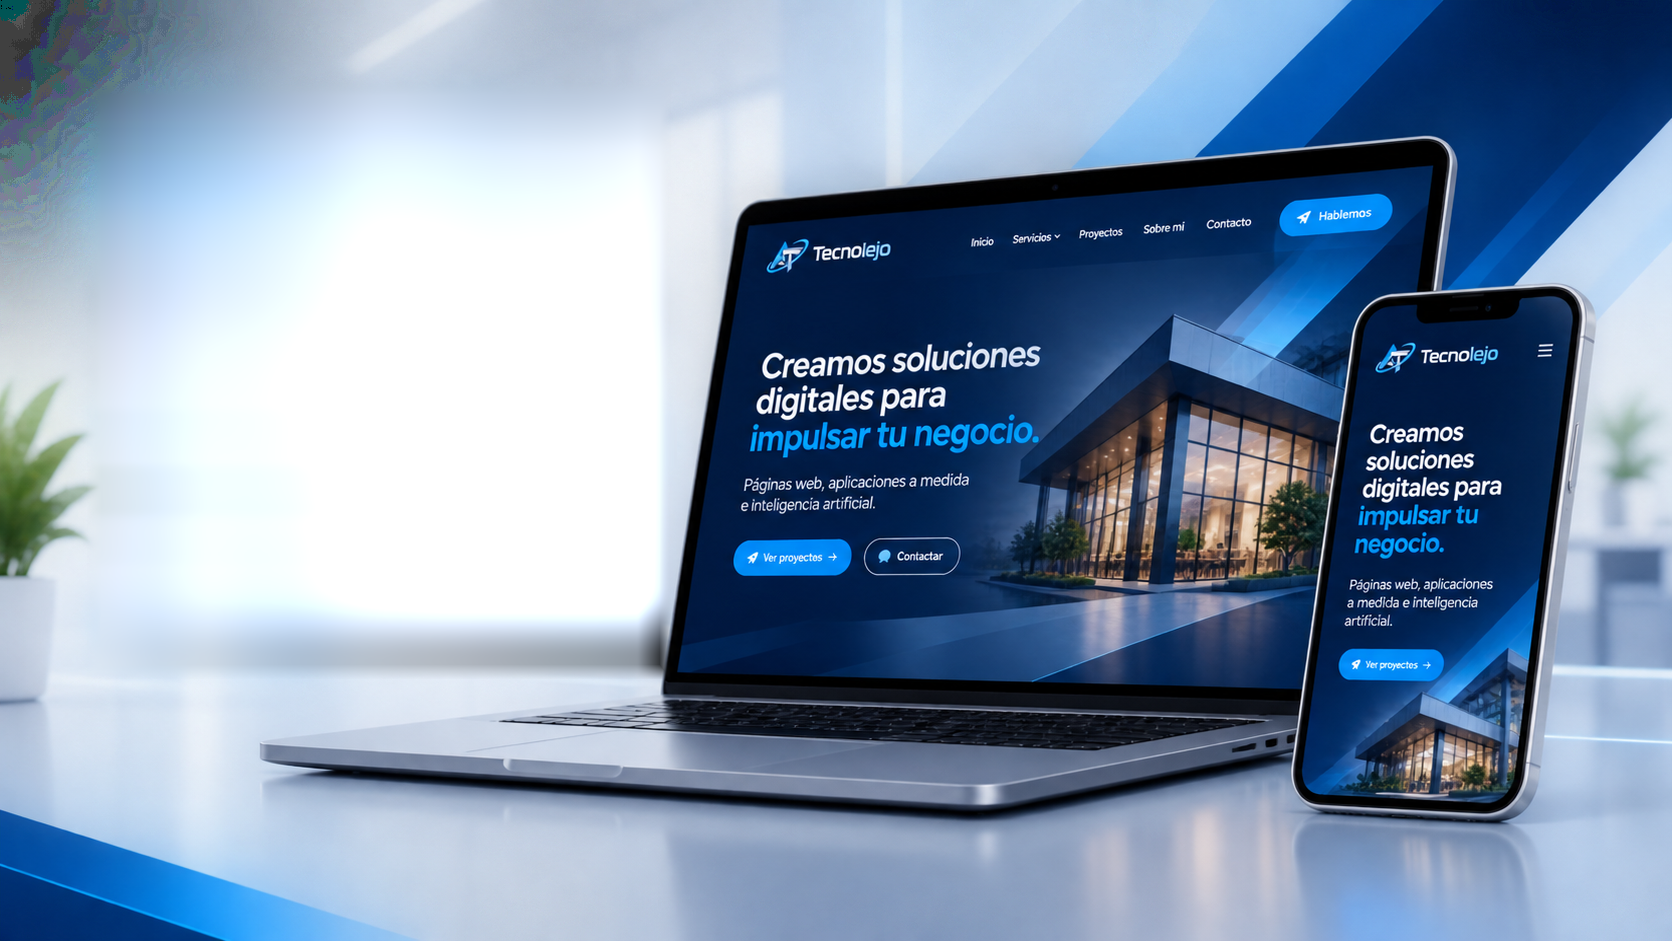 Tecnolejo
Inicio
Servicios
Proyectos
Sobre mí
Contacto
Hablemos
Creamos soluciones
digitales para
impulsar tu negocio.
Páginas web, aplicaciones a medida
e inteligencia artificial.
Ver proyectos →
Contactar
Tecnolejo
Creamos
soluciones
digitales para
impulsar tu
negocio.
Páginas web, aplicaciones
a medida e inteligencia
artificial.
Ver proyectos →